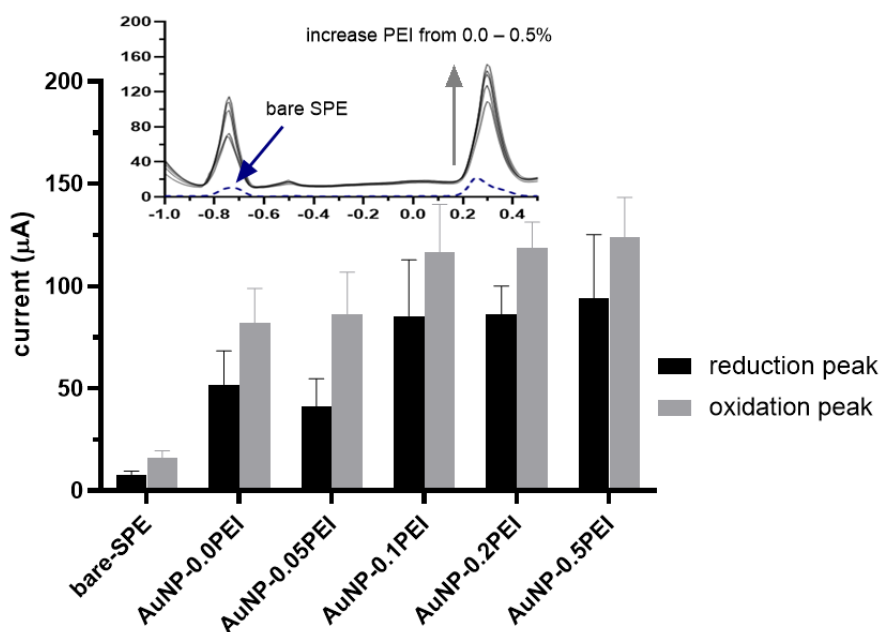 200
160
120
80
40
0
increase PEI from 0.0 – 0.5%
bare SPE
-1.0 -0.8 -0.6 -0.4 -0.2 0.0 0.2 0.4
200
150
100
50
0
current (μA)
reduction peak
oxidation peak
bare-SPE
AuNP-0.0PEI
AuNP-0.05PEI
AuNP-0.1PEI
AuNP-0.2PEI
AuNP-0.5PEI